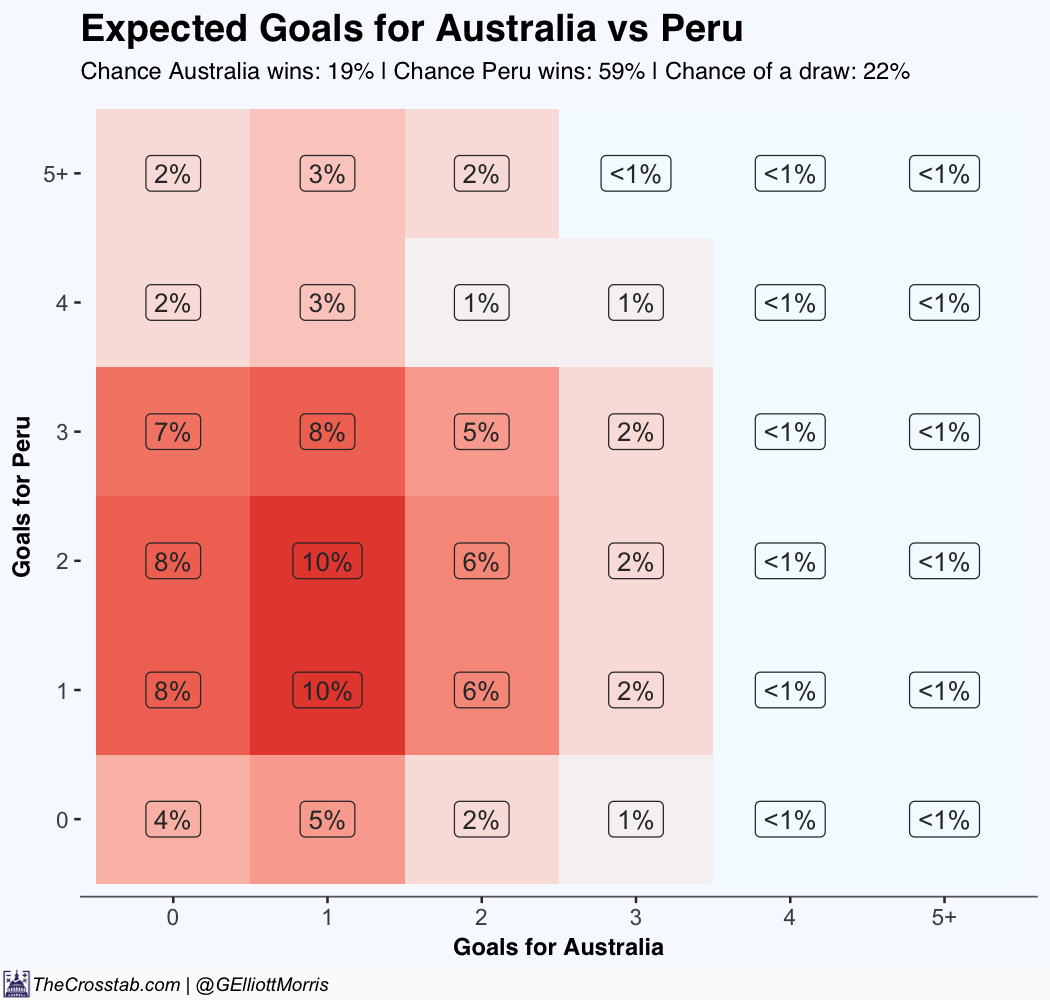 Expected Goals for Australia vs Peru
Chance Australia wins: 19% | Chance Peru wins: 59% | Chance of a draw: 22%
Goals for Peru
5+ 2% 3% 2% <1% <1% <1%
4 2% 3% 1% 1% <1% <1%
3 7% 8% 5% 2% <1% <1%
2 8% 10% 6% 2% <1% <1%
1 8% 10% 6% 2% <1% <1%
0 4% 5% 2% 1% <1% <1%
0 1 2 3 4 5+
Goals for Australia
TheCrosstab.com | @GElliottMorris